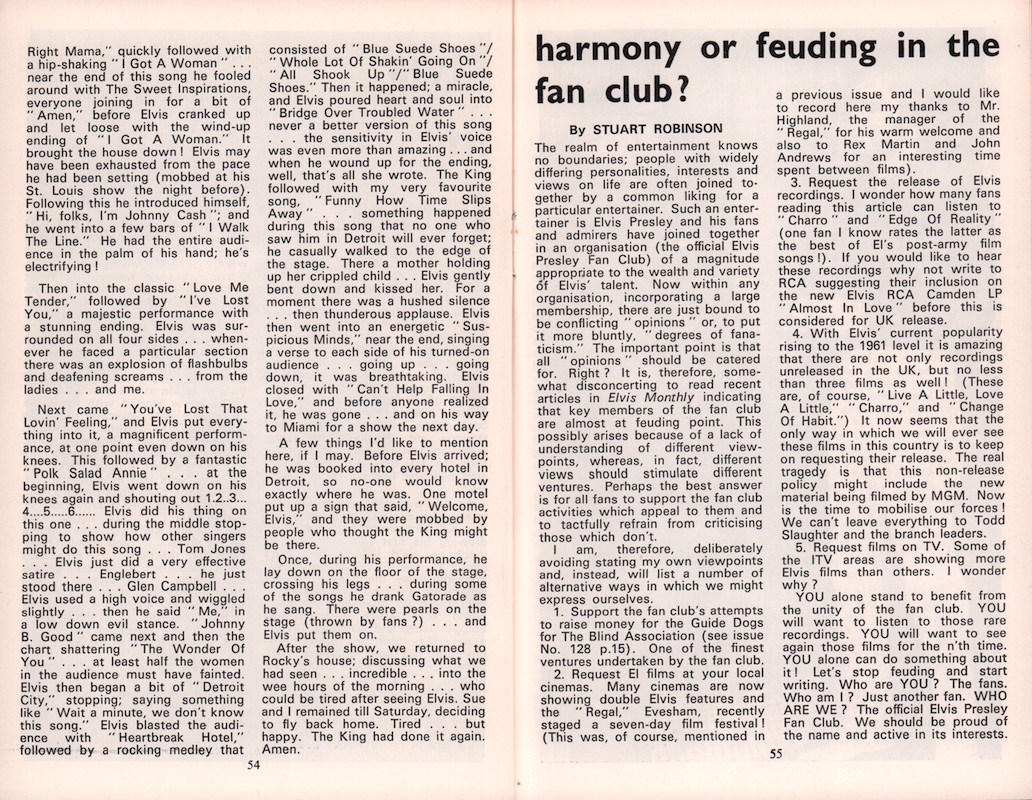 Right Mama," quickly followed with
a hip-shaking "I Got A Woman" . . .
near the end of this song he fooled
around with The Sweet Inspirations,
everyone joining in for a bit of
"Amen," before Elvis cranked up
and let loose with the wind-up
ending of "I Got A Woman." It
brought the house down! Elvis may
have been exhausted from the pace
he had been setting (mobbed at his
St. Louis show the night before).
Following this he introduced himself,
"Hi, folks, I'm Johnny Cash"; and
he went into a few bars of "I Walk
The Line." He had the entire audi-
ence in the palm of his hand; he's
electrifying!
Then into the classic "Love Me
Tender," followed by "I've Lost
You," a majestic performance with
a stunning ending. Elvis was sur-
rounded on all four sides . . . when-
ever he faced a particular section
there was an explosion of flashbulbs
and deafening screams . . . from the
ladies . . . and me.
Next came "You've Lost That
Lovin' Feeling," and Elvis put every-
thing into it, a magnificent perform-
ance, at one point even down on his
knees. This followed by a fantastic
"Polk Salad Annie" . . . at the
beginning, Elvis went down on his
knees again and shouting out 1.2...3...
4....5.....6...... Elvis did his thing on
this one . . . during the middle stop-
ping to show how other singers
might do this song . . . Tom Jones
. . . Elvis just did a very effective
satire . . . Englebert . . . he just
stood there . . . Glen Campbell . . .
Elvis used a high voice and wiggled
slightly . . . then he said "Me," in
a low down evil stance. "Johnny
B. Good" came next and then the
chart shattering "The Wonder Of
You" . . . at least half the women
in the audience must have fainted.
Elvis then began a bit of "Detroit
City," stopping; saying something
like "Wait a minute, we don't know
this song." Elvis blasted the audi-
ence with "Heartbreak Hotel,"
followed by a rocking medley that
consisted of "Blue Suede Shoes"/
"Whole Lot Of Shakin' Going On"/
"All Shook Up"/"Blue Suede
Shoes." Then it happened; a miracle,
and Elvis poured heart and soul into
"Bridge Over Troubled Water" . . .
never a better version of this song
. . . the sensitivity in Elvis' voice
was even more than amazing . . . and
when he wound up for the ending,
well, that's all she wrote. The King
followed with my very favourite
song, "Funny How Time Slips
Away" . . . something happened
during this song that no one who
saw him in Detroit will ever forget;
he casually walked to the edge of
the stage. There a mother holding
up her crippled child . . . Elvis gently
bent down and kissed her. For a
moment there was a hushed silence
. . . then thunderous applause. Elvis
then went into an energetic "Sus-
picious Minds," near the end, singing
a verse to each side of his turned-on
audience . . . going up . . . going
down, it was breathtaking. Elvis
closed with "Can't Help Falling In
Love," and before anyone realized
it, he was gone . . . and on his way
to Miami for a show the next day.
A few things I'd like to mention
here, if I may. Before Elvis arrived;
he was booked into every hotel in
Detroit, so no-one would know
exactly where he was. One motel
put up a sign that said, "Welcome,
Elvis," and they were mobbed by
people who thought the King might
be there.
Once, during his performance, he
lay down on the floor of the stage,
crossing his legs . . . during some
of the songs he drank Gatorade as
he sang. There were pearls on the
stage (thrown by fans?) . . . and
Elvis put them on.
After the show, we returned to
Rocky's house; discussing what we
had seen . . . incredible . . . into the
wee hours of the morning . . . who
could be tired after seeing Elvis. Sue
and I remained till Saturday, deciding
to fly back home. Tired . . . but
happy. The King had done it again.
Amen.
54
harmony or feuding in the
fan club?
By STUART ROBINSON
The realm of entertainment knows
no boundaries; people with widely
differing personalities, interests and
views on life are often joined to-
gether by a common liking for a
particular entertainer. Such an enter-
tainer is Elvis Presley and his fans
and admirers have joined together
in an organisation (the official Elvis
Presley Fan Club) of a magnitude
appropriate to the wealth and variety
of Elvis' talent. Now within any
organisation, incorporating a large
membership, there are just bound to
be conflicting "opinions" or, to put
it more bluntly, "degrees of fana-
ticism." The important point is that
all "opinions" should be catered
for. Right? It is, therefore, some-
what disconcerting to read recent
articles in Elvis Monthly indicating
that key members of the fan club
are almost at feuding point. This
possibly arises because of a lack of
understanding of different view-
points, whereas, in fact, different
views should stimulate different
ventures. Perhaps the best answer
is for all fans to support the fan club
activities which appeal to them and
to tactfully refrain from criticising
those which don't.
I am, therefore, deliberately
avoiding stating my own viewpoints
and, instead, will list a number of
alternative ways in which we might
express ourselves.
1. Support the fan club's attempts
to raise money for the Guide Dogs
for The Blind Association (see issue
No. 128 p.15). One of the finest
ventures undertaken by the fan club.
2. Request El films at your local
cinemas. Many cinemas are now
showing double Elvis features and
the "Regal," Evesham, recently
staged a seven-day film festival!
(This was, of course, mentioned in
a previous issue and I would like
to record here my thanks to Mr.
Highland, the manager of the
"Regal," for his warm welcome and
also to Rex Martin and John
Andrews for an interesting time
spent between films).
3. Request the release of Elvis
recordings. I wonder how many fans
reading this article can listen to
"Charro" and "Edge Of Reality"
(one fan I know rates the latter as
the best of El's post-army film
songs!). If you would like to hear
these recordings why not write to
RCA suggesting their inclusion on
the new Elvis RCA Camden LP
"Almost In Love" before this is
considered for UK release.
4. With Elvis' current popularity
rising to the 1961 level it is amazing
that there are not only recordings
unreleased in the UK, but no less
than three films as well! (These
are, of course, "Live A Little, Love
A Little," "Charro," and "Change
Of Habit.") It now seems that the
only way in which we will ever see
these films in this country is to keep
on requesting their release. The real
tragedy is that this non-release
policy might include the new
material being filmed by MGM. Now
is the time to mobilise our forces!
We can't leave everything to Todd
Slaughter and the branch leaders.
5. Request films on TV. Some of
the ITV areas are showing more
Elvis films than others. I wonder
why?
YOU alone stand to benefit from
the unity of the fan club. YOU
will want to listen to those rare
recordings. YOU will want to see
again those films for the n'th time.
YOU alone can do something about
it! Let's stop feuding and start
writing. Who are YOU? The fans.
Who am I? Just another fan. WHO
ARE WE? The official Elvis Presley
Fan Club. We should be proud of
the name and active in its interests.
55